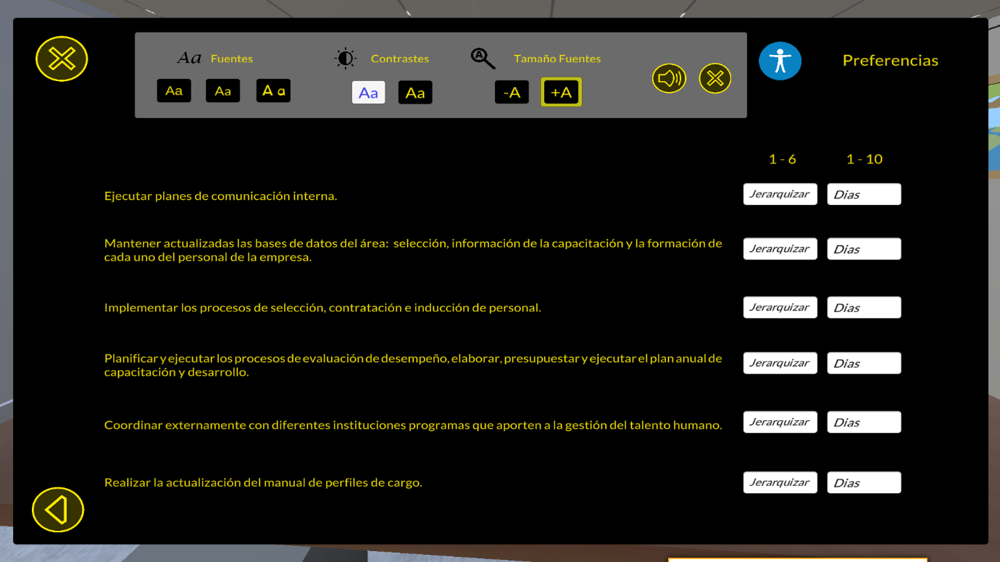 Aa Fuentes
Contrastes
A Tamaño Fuentes
Preferencias
Aa Aa A a Aa Aa -A +A
1 - 6 1 - 10
Ejecutar planes de comunicación interna. Jerarquizar Dias
Mantener actualizadas las bases de datos del área: selección, información de la capacitación y la formación de
cada uno del personal de la empresa. Jerarquizar Dias
Implementar los procesos de selección, contratación e inducción de personal. Jerarquizar Dias
Planificar y ejecutar los procesos de evaluación de desempeño, elaborar, presupuestar y ejecutar el plan anual de
capacitación y desarrollo. Jerarquizar Dias
Coordinar externamente con diferentes instituciones programas que aporten a la gestión del talento humano. Jerarquizar Dias
Realizar la actualización del manual de perfiles de cargo. Jerarquizar Dias